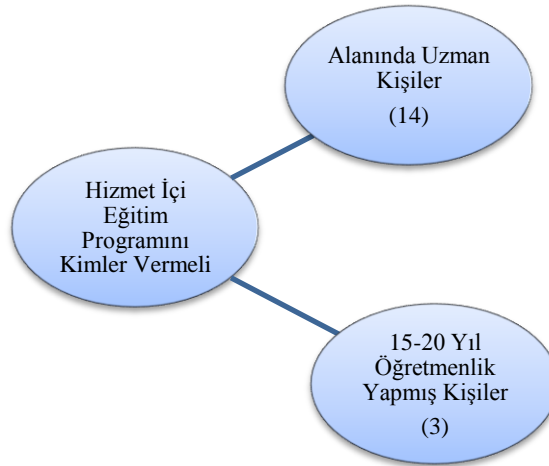 Alanında Uzman
Kişiler
(14)
Hizmet İçi
Eğitim
Programını
Kimler Vermeli
15-20 Yıl
Öğretmenlik
Yapmış Kişiler
(3)